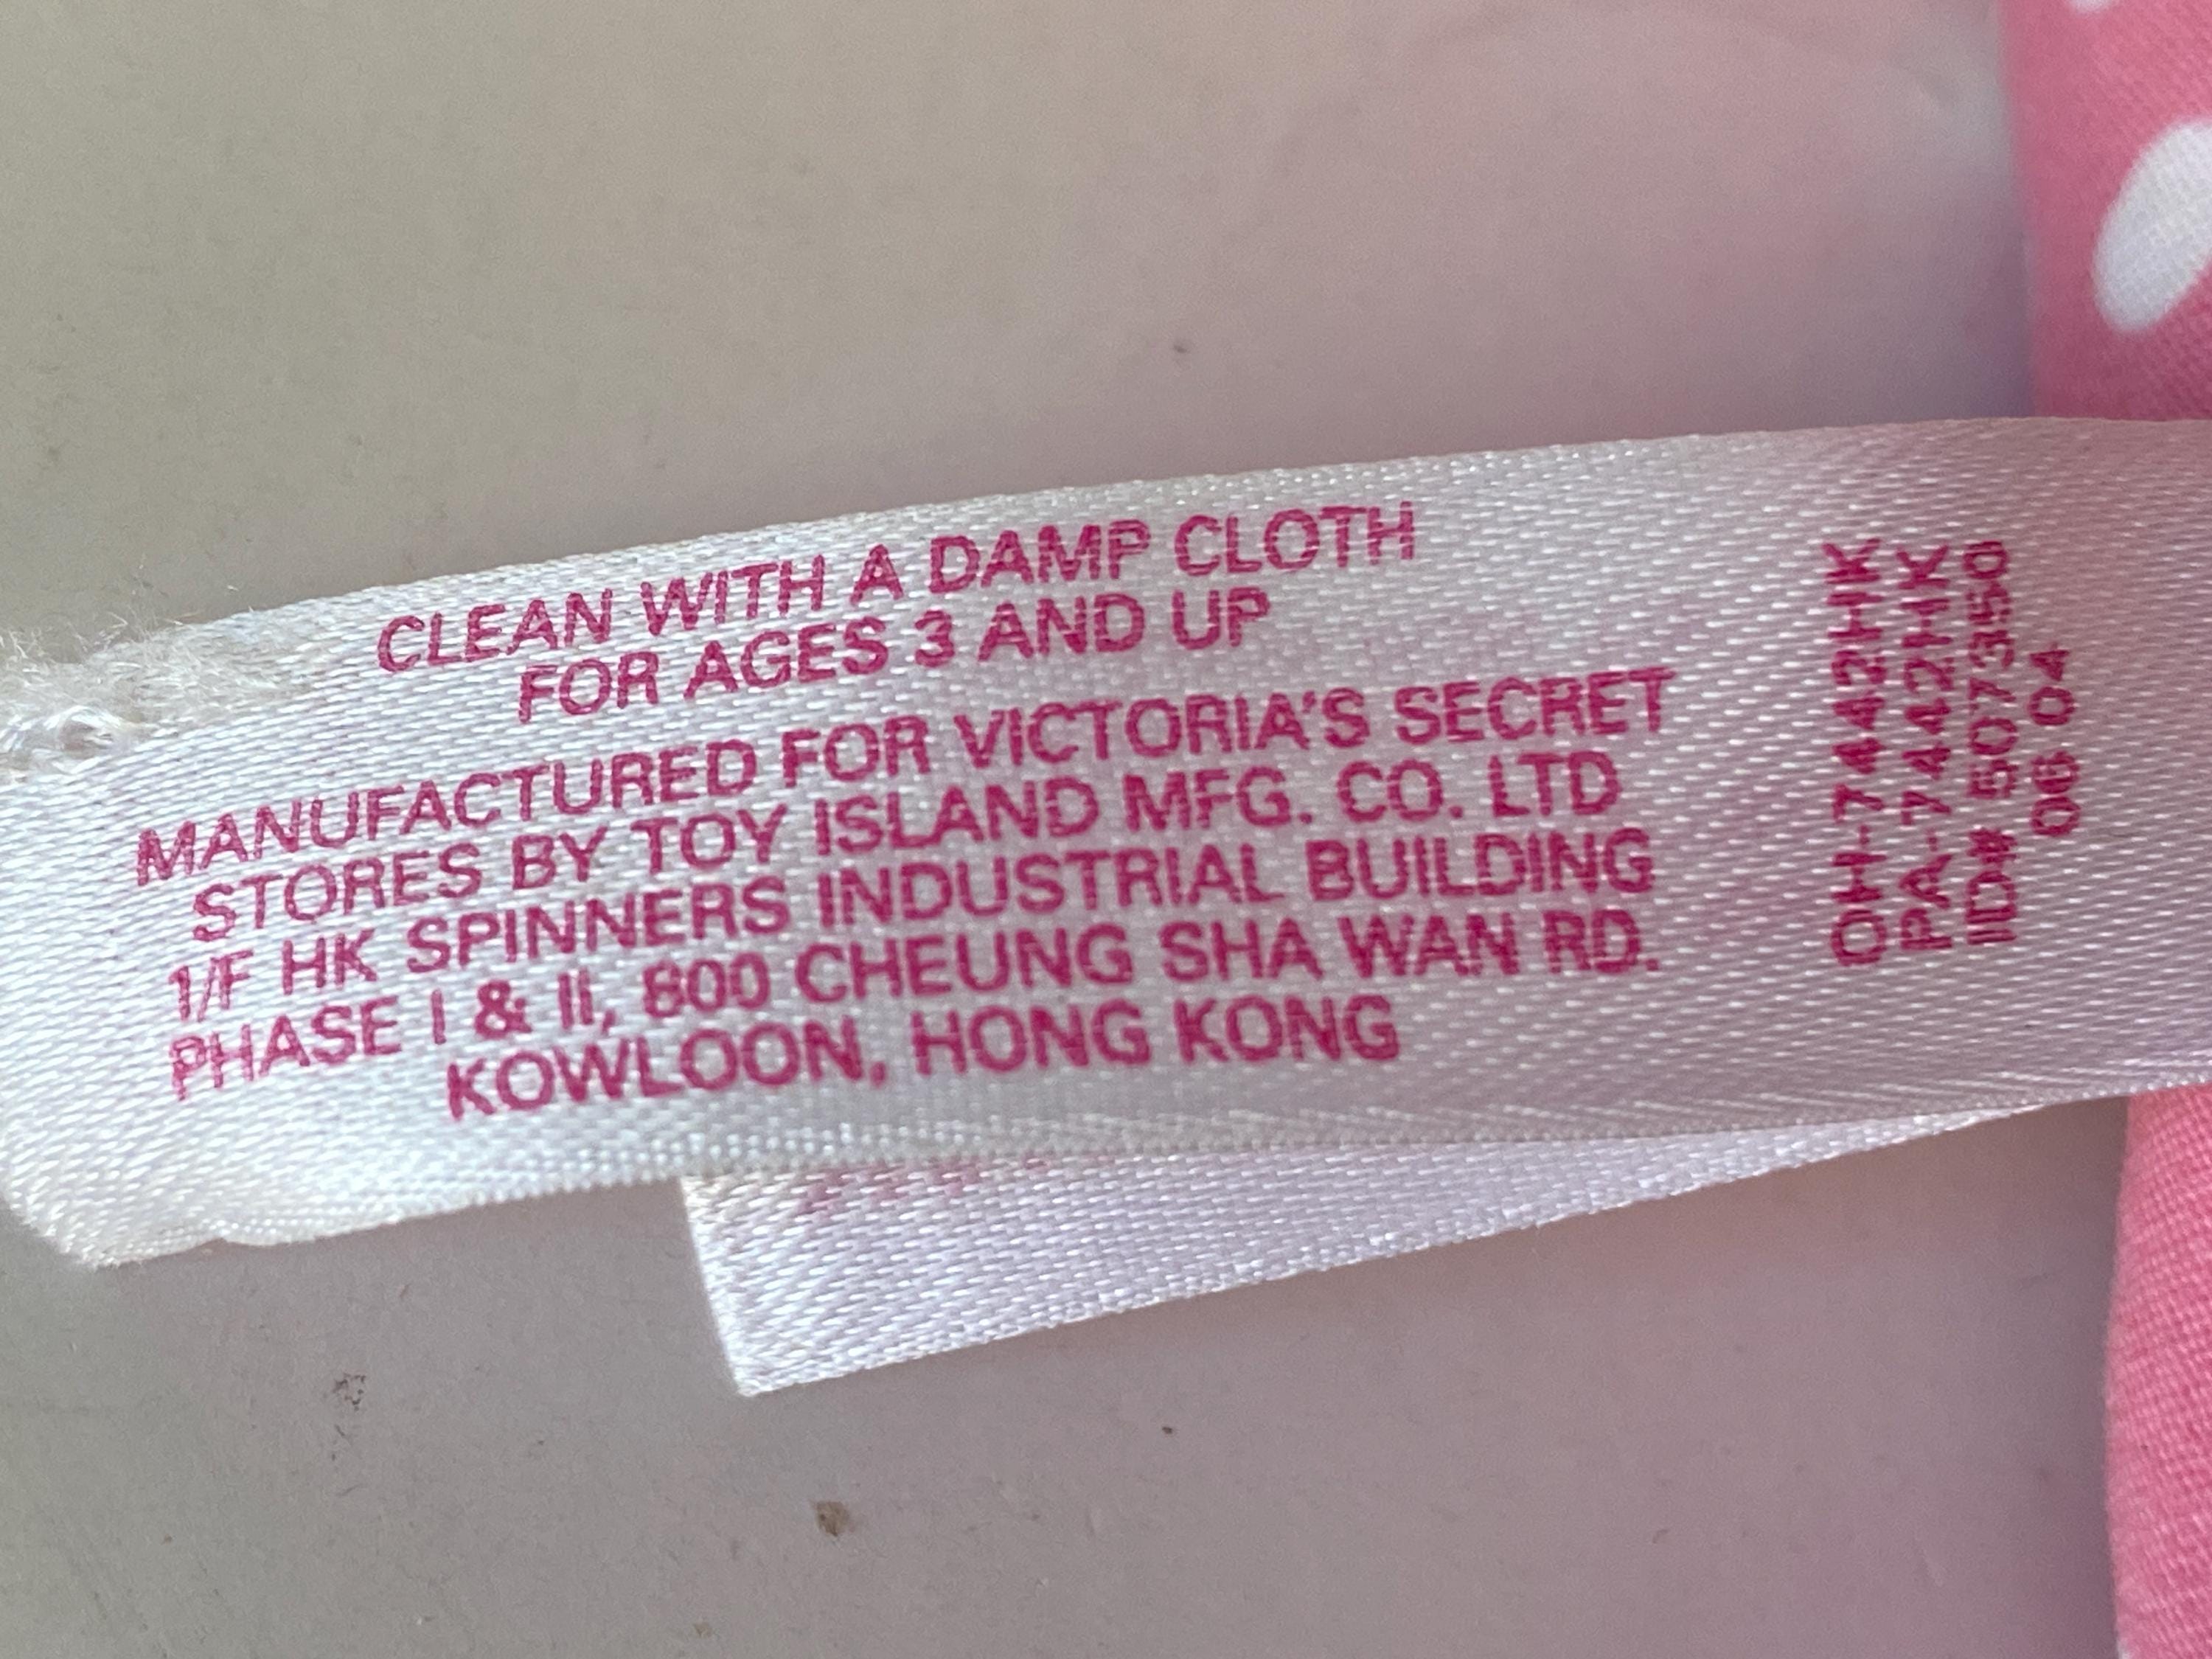 CLEAN WITH A DAMP CLOTH
FOR AGES 3 AND UP
MANUFACTURED FOR VICTORIA'S SECRET
STORES BY TOY ISLAND MFG. CO. LTD
1/F HK SPINNERS INDUSTRIAL BUILDING
PHASE I & II, 800 CHEUNG SHA WAN RD.
KOWLOON, HONG KONG
OH-7442HK
PA-7442HK
ID# 507350
06 04